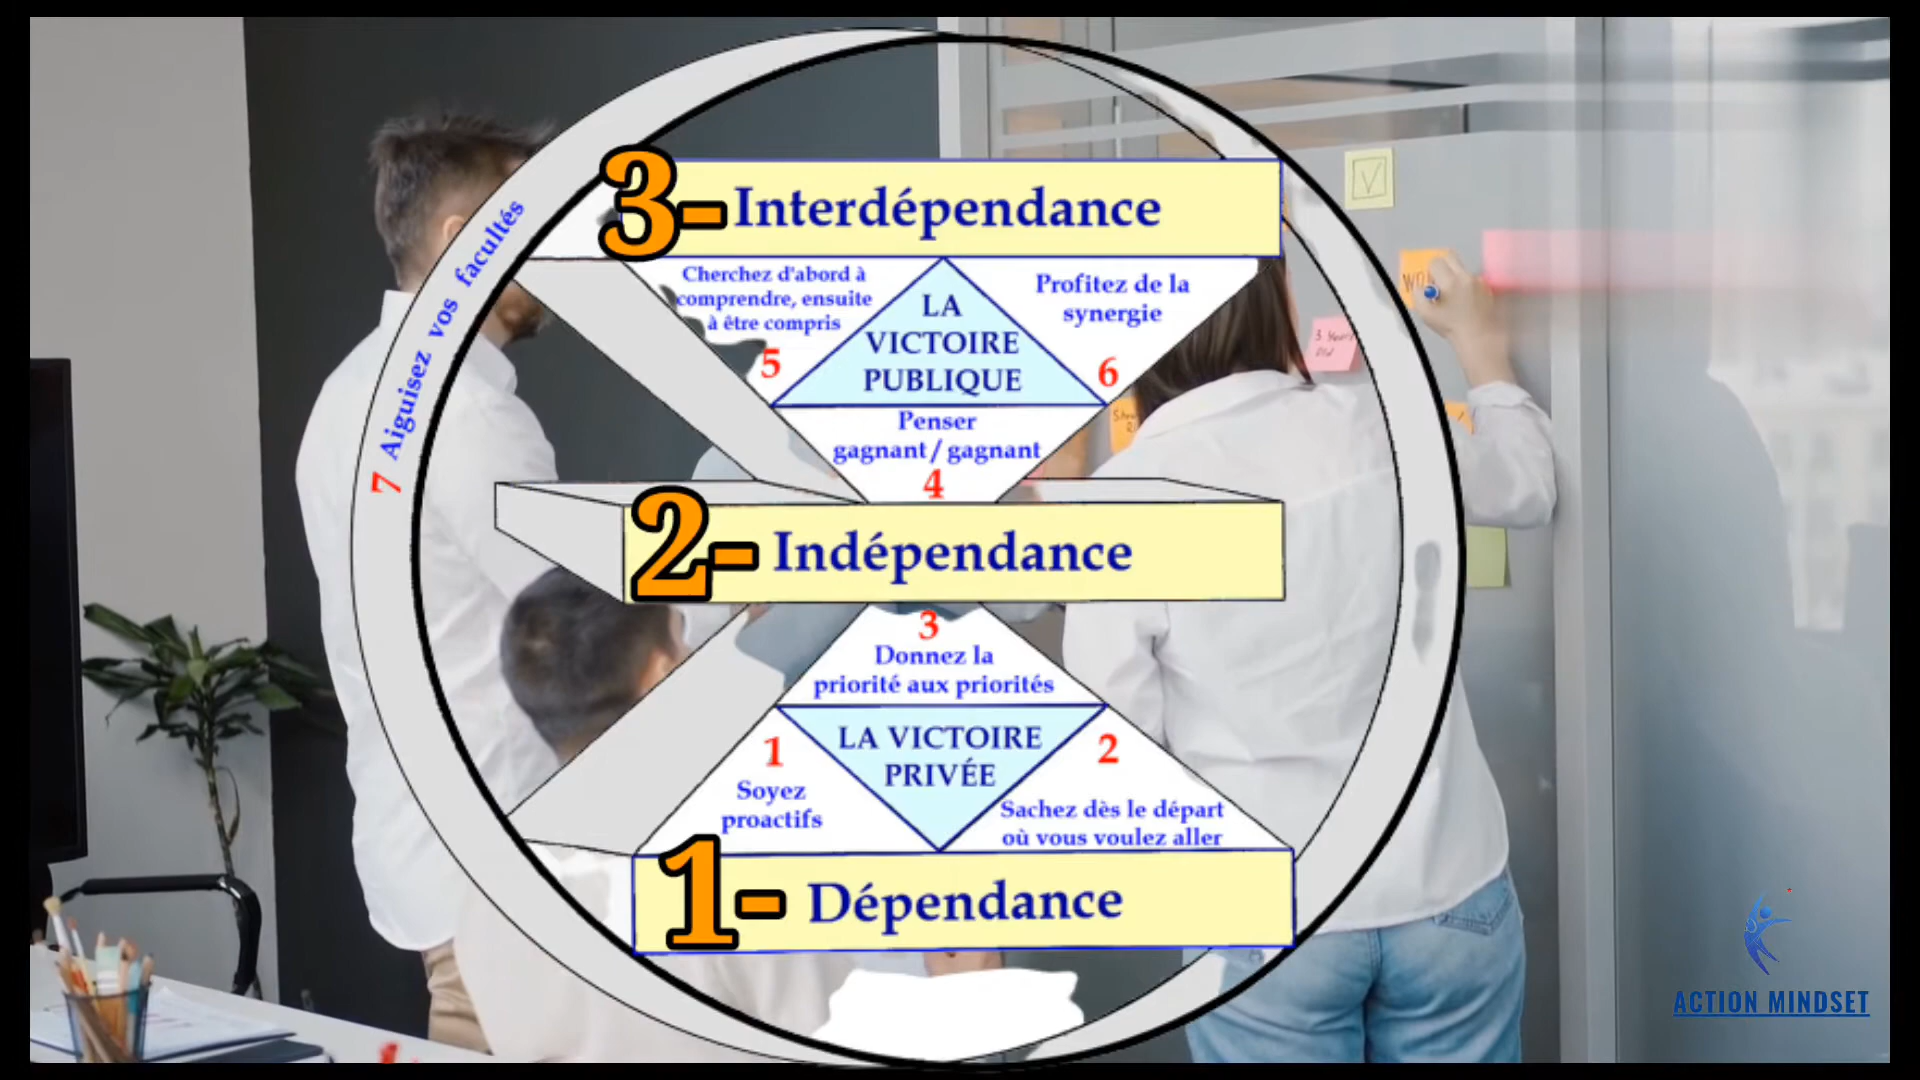 3- Interdépendance
Cherchez d'abord à
comprendre, ensuite
à être compris
5
LA
VICTOIRE
PUBLIQUE
Profitez de la
synergie
6
Penser
gagnant / gagnant
4
7 Aiguisez vos facultés
2- Indépendance
3
Donnez la
priorité aux priorités
LA VICTOIRE
PRIVÉE
1
Soyez
proactifs
2
Sachez dès le départ
où vous voulez aller
1- Dépendance
ACTION MINDSET